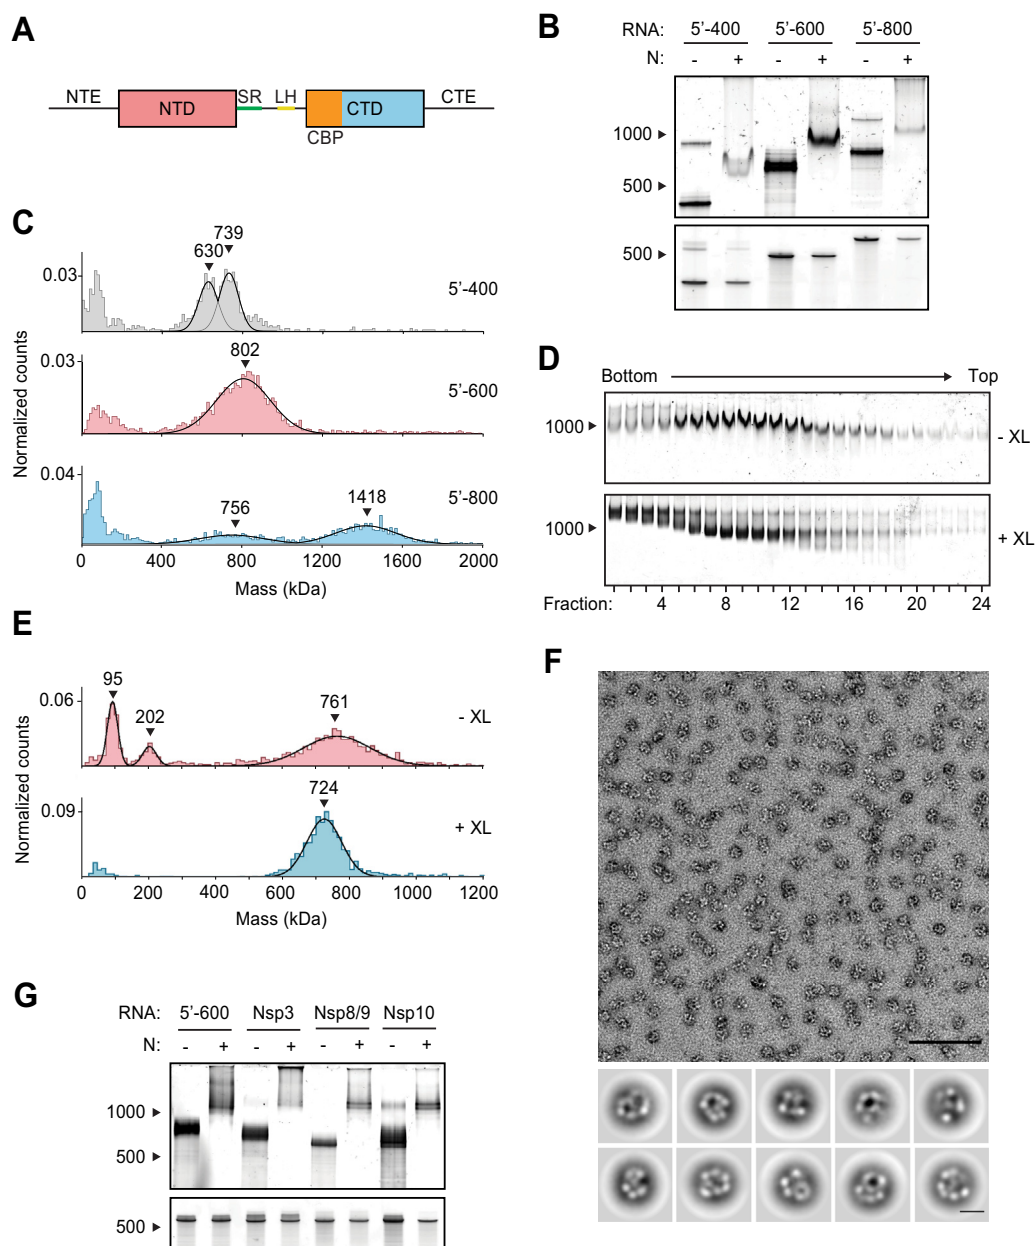 A
NTE
NTD
SR
LH
CBP
CTD
CTE
B
RNA: 5'-400 5'-600 5'-800
N: - + - + - +
1000
500
500
C
Normalized counts
739
630
0.03
5'-400
802
0.03
5'-600
0.04
756
1418
5'-800
0 400 800 1200 1600 2000
Mass (kDa)
D
Bottom Top
1000
- XL
1000
+ XL
Fraction: 4 8 12 16 20 24
E
Normalized counts
95
202
761
0.06
- XL
724
0.09
+ XL
0 200 400 600 800 1000 1200
Mass (kDa)
F
G
RNA: 5'-600 Nsp3 Nsp8/9 Nsp10
N: - + - + - + - +
1000
500
500